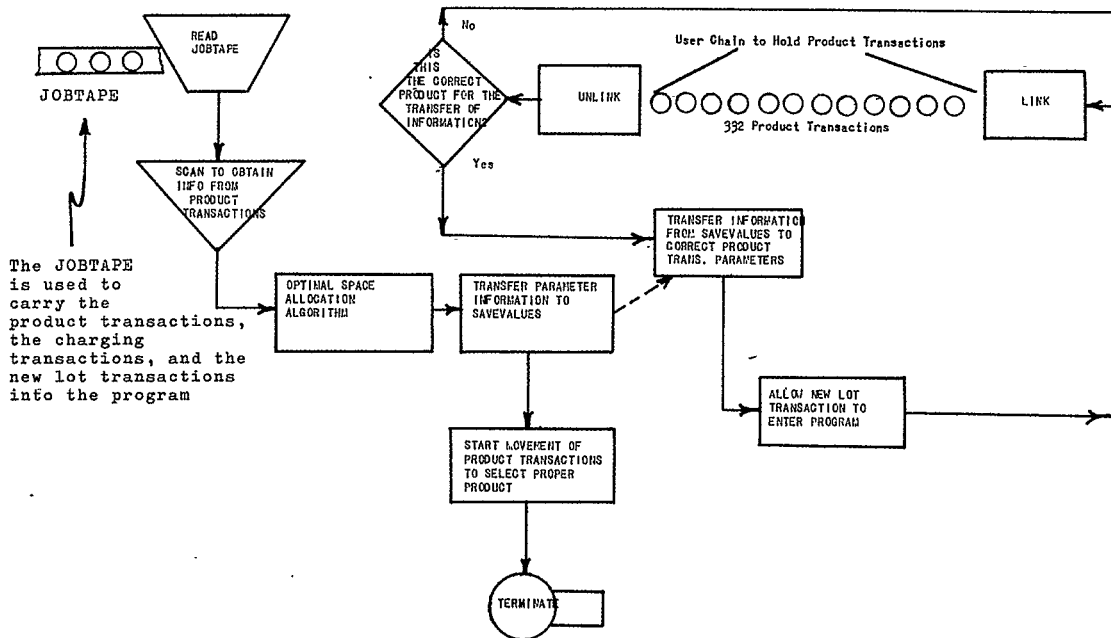 READ
JOBTAPE
JOBTAPE
SCAN TO OBTAIN
INFO FROM
PRODUCT
TRANSACTIONS
The JOBTAPE
is used to
carry the
product transactions,
the charging
transactions, and the
new lot transactions
into the program
OPTIMAL SPACE
ALLOCATION
ALGORITHM
TRANSFER PARAMETER
INFORMATION TO
SAVEVALUES
START MOVEMENT OF
PRODUCT TRANSACTIONS
TO SELECT PROPER
PRODUCT
TERMINATE
No
IS
THIS
THE CORRECT
PRODUCT FOR THE
TRANSFER OF
INFORMATION?
Yes
UNLINK
User Chain to Hold Product Transactions
332 Product Transactions
LINK
TRANSFER INFORMATION
FROM SAVEVALUES TO
CORRECT PRODUCT
TRANS. PARAMETERS
ALLOW NEW LOT
TRANSACTION TO
ENTER PROGRAM